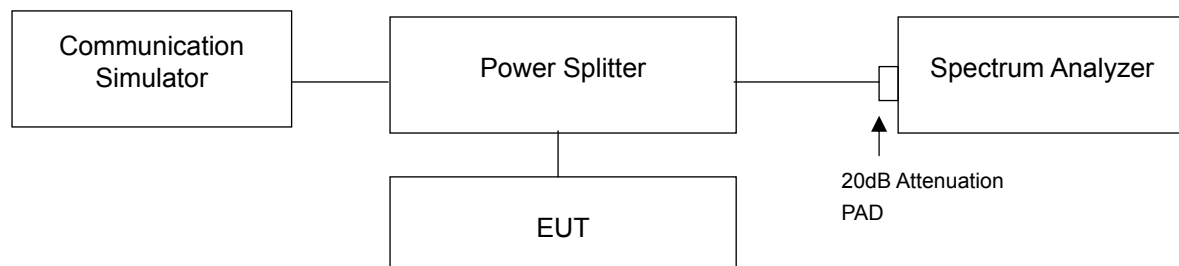 Communication
Simulator
Power Splitter
Spectrum Analyzer
20dB Attenuation
PAD
EUT